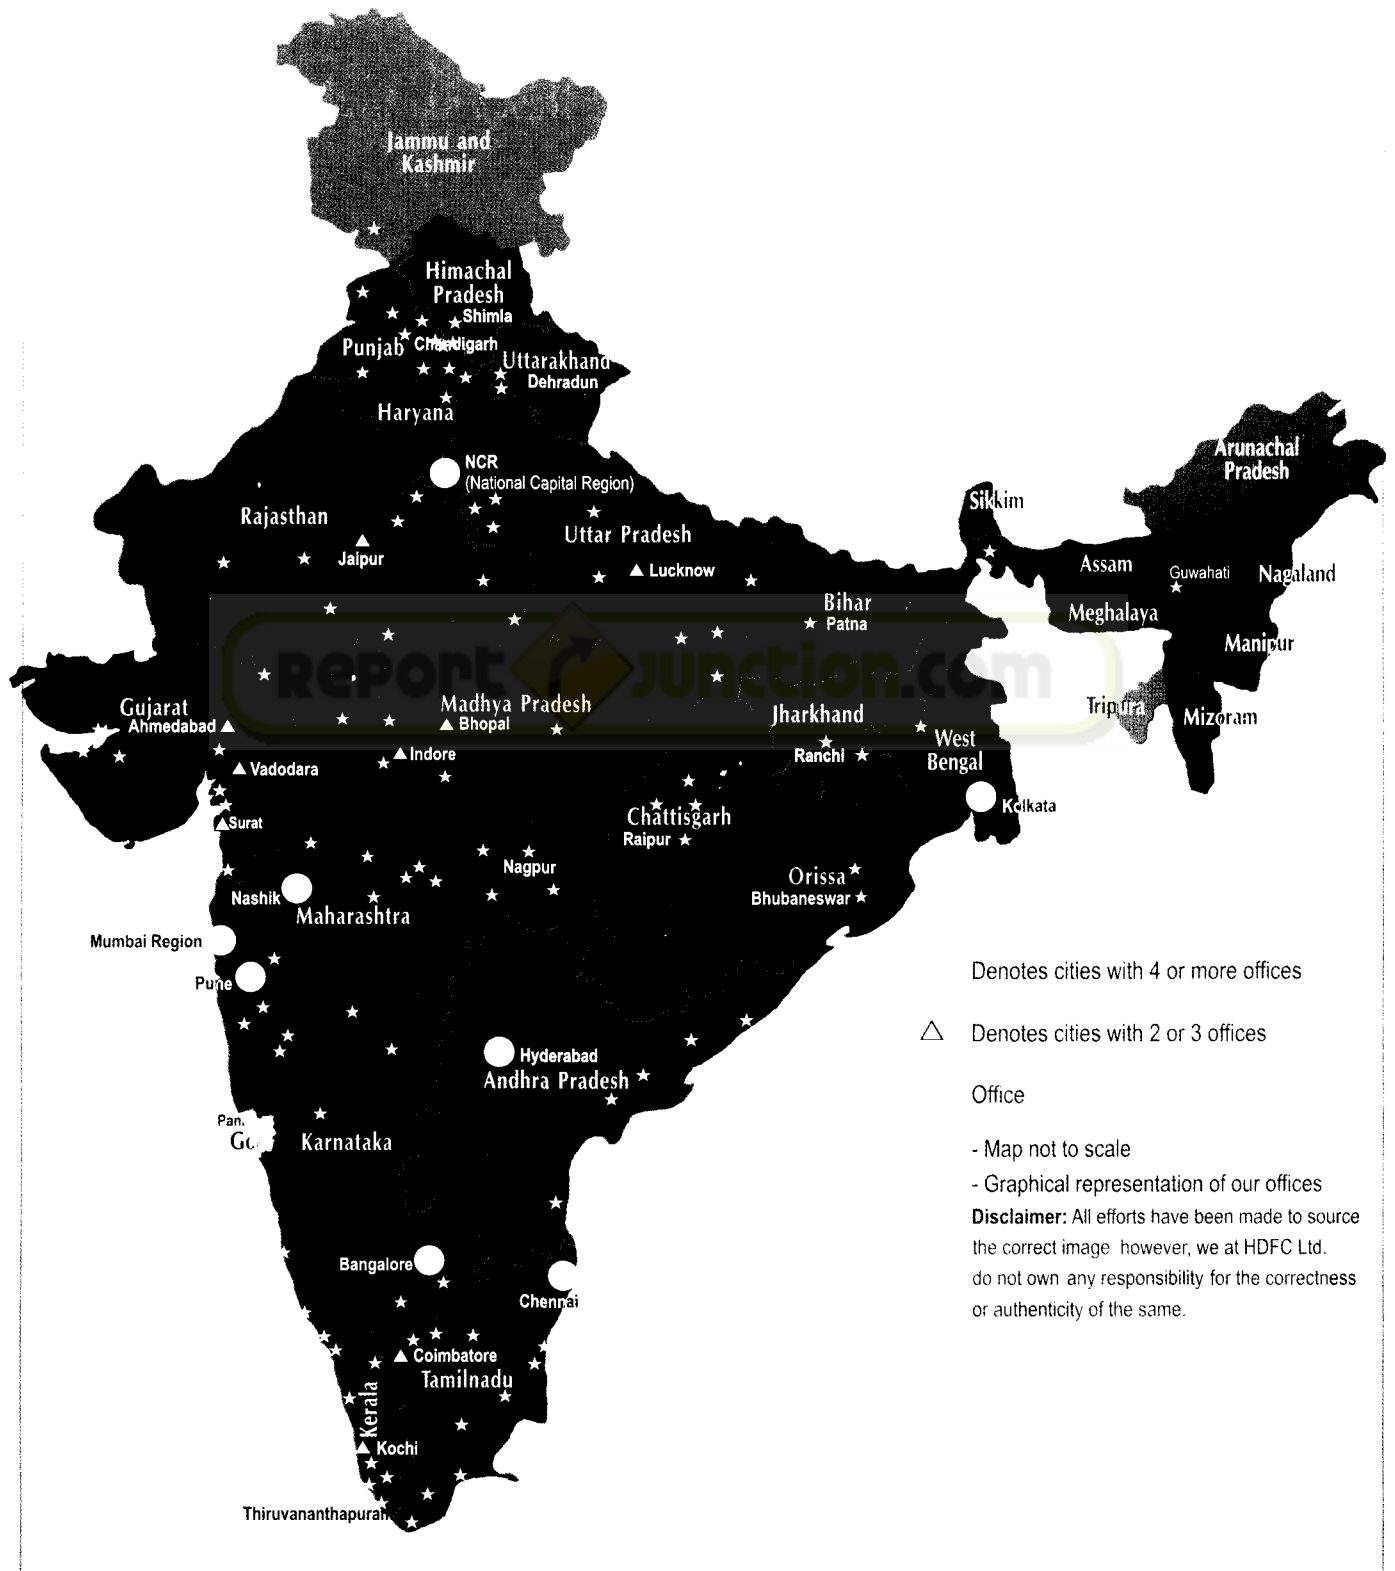 Jammu and
Kashmir
Himachal
Pradesh
Shimla
Punjab
Chandigarh
Uttarakhand
Dehradun
Haryana
NCR
(National Capital Region)
Rajasthan
Jaipur
Uttar Pradesh
Lucknow
Arunachal
Pradesh
Sikkim
Assam
Guwahati
Nagaland
Meghalaya
Manipur
Tripura
Mizoram
Bihar
Patna
Report Junction.com
Gujarat
Ahmedabad
Madhya Pradesh
Bhopal
Indore
Vadodara
Surat
Jharkhand
Ranchi
West
Bengal
Kolkata
Chattisgarh
Raipur
Nagpur
Orissa
Bhubaneswar
Nashik
Maharashtra
Mumbai Region
Pune
Hyderabad
Andhra Pradesh
Karnataka
Bangalore
Chennai
Coimbatore
Tamilnadu
Kerala
Kochi
Thiruvananthapuram
Denotes cities with 4 or more offices
Denotes cities with 2 or 3 offices
Office
- Map not to scale
- Graphical representation of our offices
Disclaimer: All efforts have been made to source
the correct image however, we at HDFC Ltd.
do not own any responsibility for the correctness
or authenticity of the same.